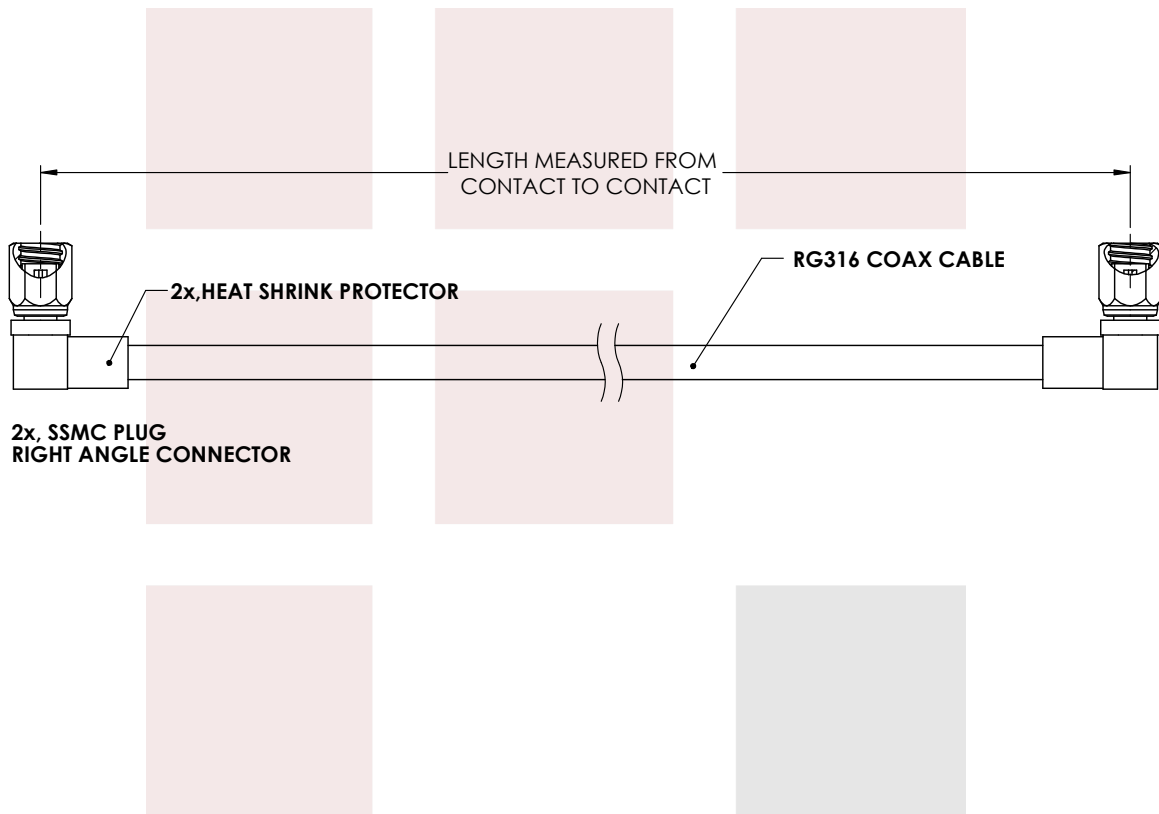 LENGTH MEASURED FROM
CONTACT TO CONTACT
RG316 COAX CABLE
2x,HEAT SHRINK PROTECTOR
2x, SSMC PLUG
RIGHT ANGLE CONNECTOR